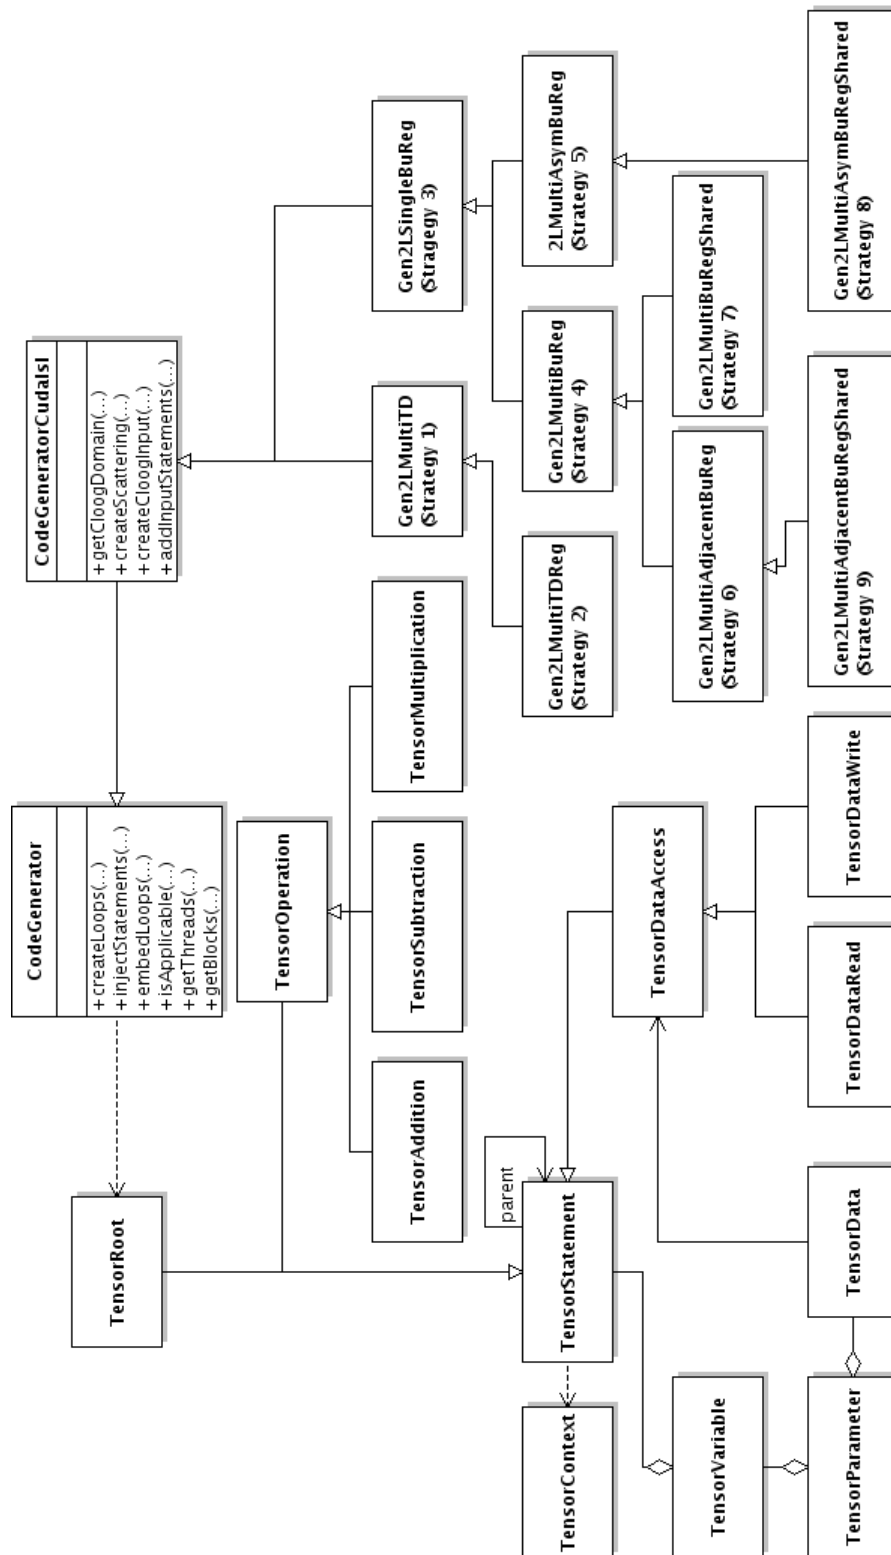 CodeGenerator
+createLoops(...)
+injectStatements(...)
+embedLoops(...)
+isApplicable(...)
+getThreads(...)
+getBlocks(...)
CodeGeneratorCudaIsl
+getCloogDomain(...)
+createScattering(...)
+createCloogInput(...)
+addInputStatements(...)
TensorRoot
TensorOperation
TensorAddition
TensorSubtraction
TensorMultiplication
Gen2LMultiTD
(Strategy 1)
Gen2LSingleBuReg
(Stragegy 3)
parent
TensorContext
TensorStatement
Gen2LMultiTDReg
(Strategy 2)
Gen2LMultiBuReg
(Strategy 4)
2LMultiAsymBuReg
(Strategy 5)
TensorVariable
TensorDataAccess
Gen2LMultiAdjacentBuReg
(Strategy 6)
Gen2LMultiBuRegShared
(Strategy 7)
TensorParameter
TensorData
TensorDataRead
TensorDataWrite
Gen2LMultiAdjacentBuRegShared
(Strategy 9)
Gen2LMultiAsymBuRegShared
(Strategy 8)